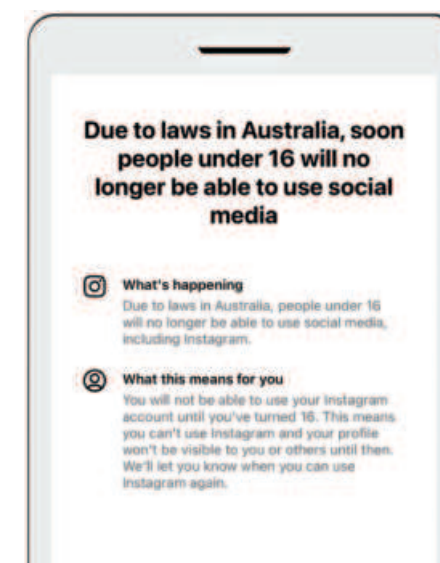 Due to laws in Australia, soon
people under 16 will no
longer be able to use social
media
What's happening
Due to laws in Australia, people under 16
will no longer be able to use social media,
including Instagram.
What this means for you
You will not be able to use your Instagram
account until you've turned 16. This means
you can't use Instagram and your profile
won't be visible to you or others until then.
We'll let you know when you can use
Instagram again.